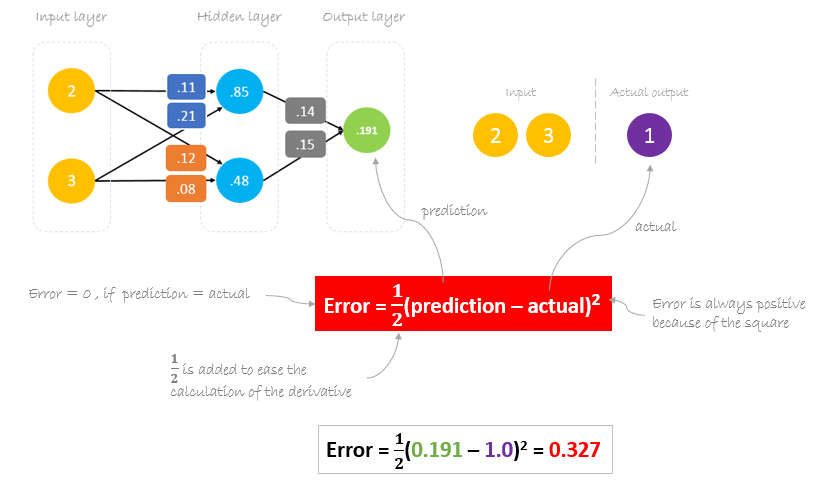 Input layer
Hidden layer
Output layer
2
.11
.85
.21
.14
.191
.15
3
.12
.08
.48
Input
Actual output
2
3
1
prediction
actual
Error = 0 , if prediction = actual
Error = 1/2(prediction – actual)²
Error is always positive
because of the square
1/2 is added to ease the
calculation of the derivative
Error = 1/2(0.191 – 1.0)² = 0.327